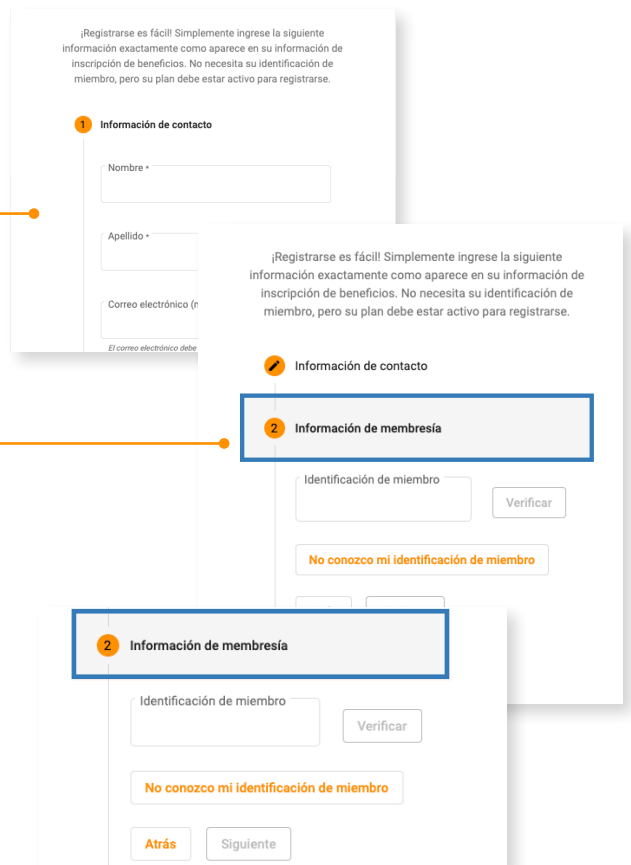 ¡Registrarse es fácil! Simplemente ingrese la siguiente
información exactamente como aparece en su información de
inscripción de beneficios. No necesita su identificación de
miembro, pero su plan debe estar activo para registrarse.
1 Información de contacto
Nombre *
Apellido *
Correo electrónico (
El correo electrónico debe
¡Registrarse es fácil! Simplemente ingrese la siguiente
información exactamente como aparece en su información de
inscripción de beneficios. No necesita su identificación de
miembro, pero su plan debe estar activo para registrarse.
Información de contacto
2 Información de membresía
Identificación de miembro
Verificar
No conozco mi identificación de miembro
2 Información de membresía
Identificación de miembro
Verificar
No conozco mi identificación de miembro
Atrás Siguiente